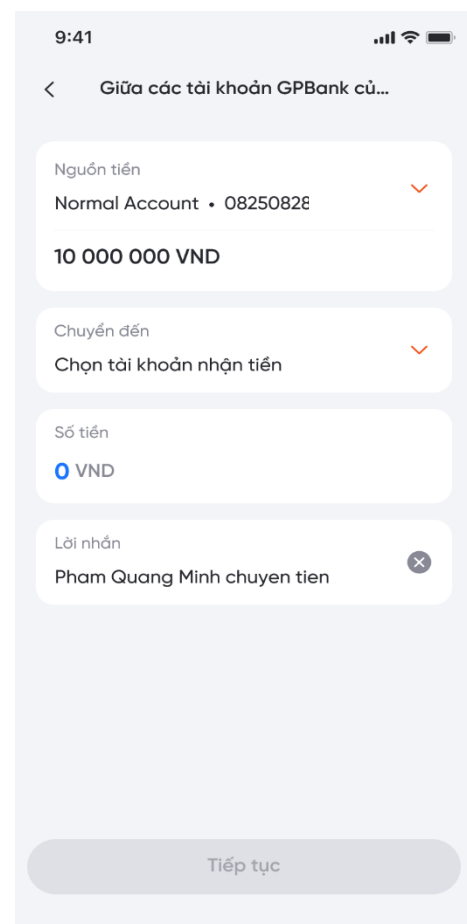 9:41
Giữa các tài khoản GPBank củ...
Nguồn tiền
Normal Account • 08250828
10 000 000 VND
Chuyển đến
Chọn tài khoản nhận tiền
Số tiền
0 VND
Lời nhắn
Pham Quang Minh chuyen tien
Tiếp tục